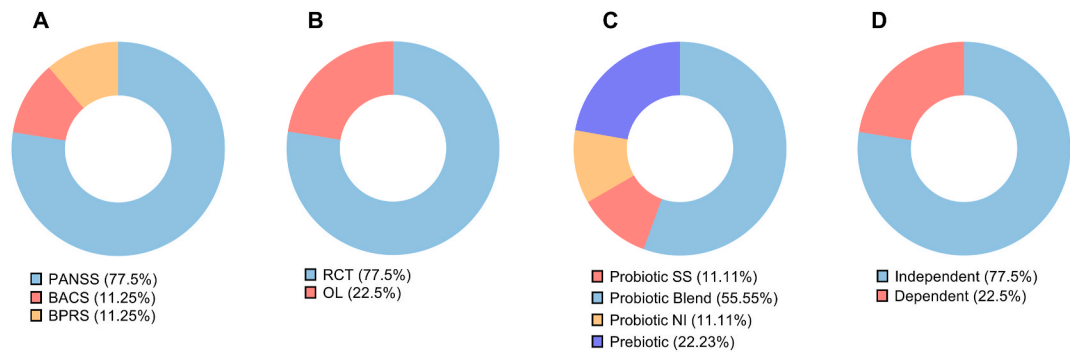 A
B
C
D
PANSS (77.5%)
BACS (11.25%)
BPRS (11.25%)
RCT (77.5%)
OL (22.5%)
Probiotic SS (11.11%)
Probiotic Blend (55.55%)
Probiotic NI (11.11%)
Prebiotic (22.23%)
Independent (77.5%)
Dependent (22.5%)